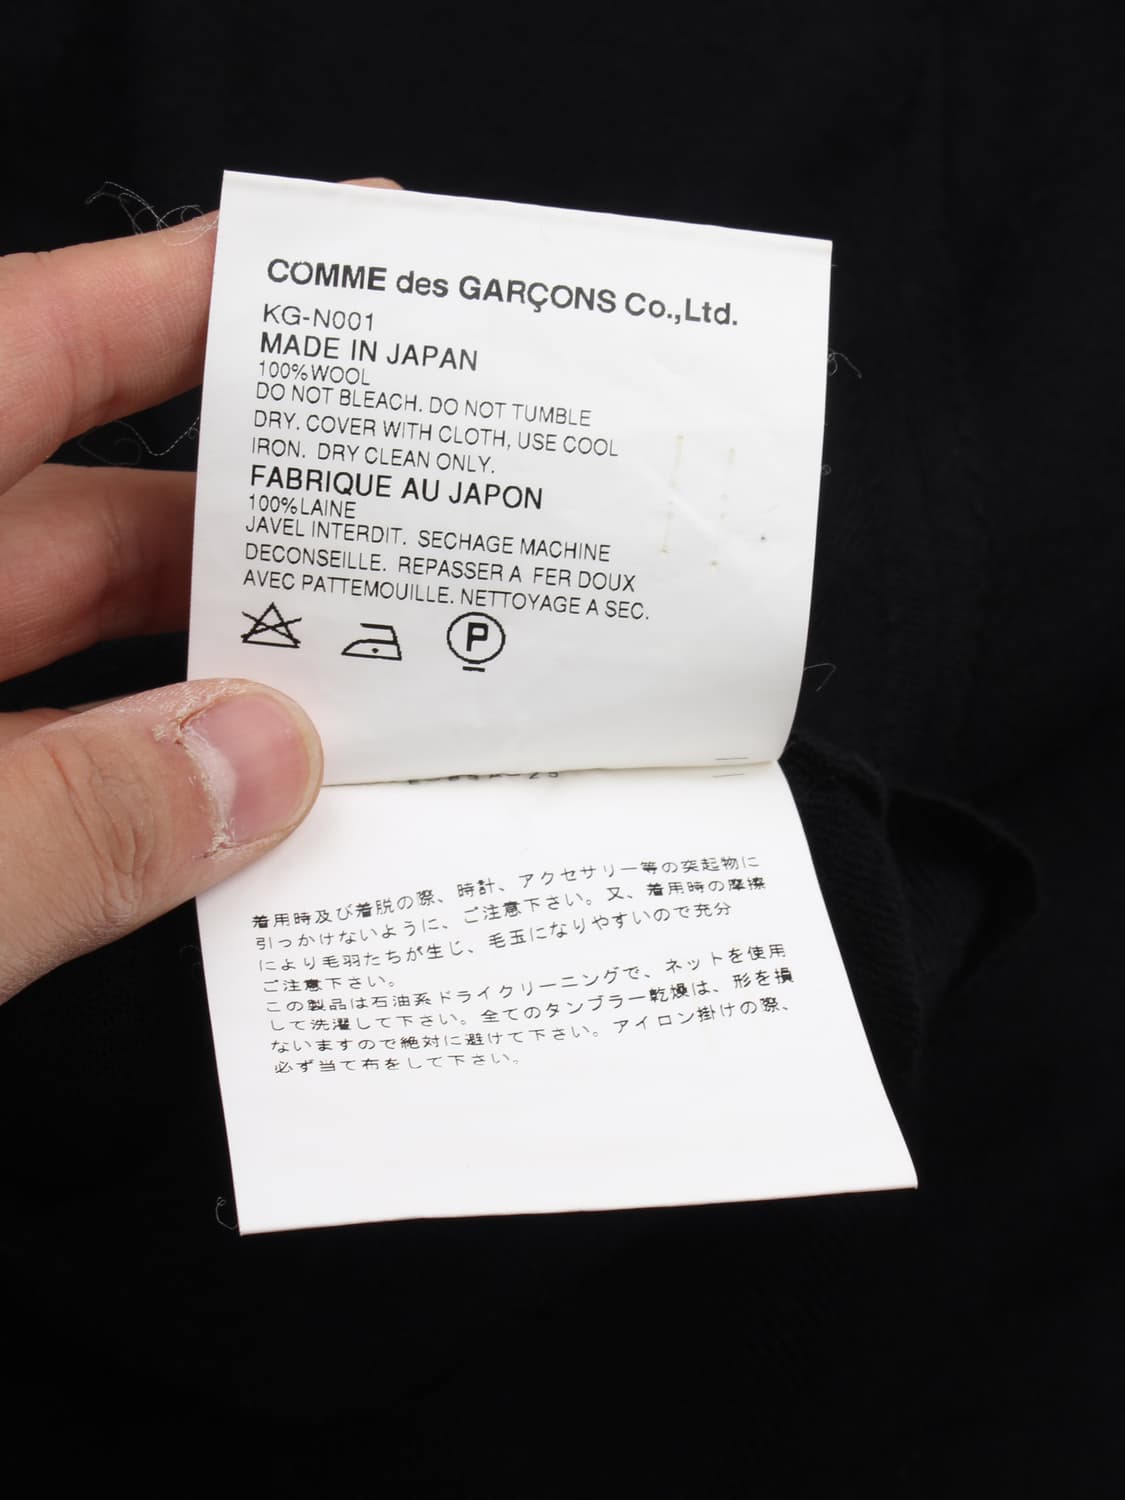 COMME des GARÇONS Co.,Ltd.
KG-N001
MADE IN JAPAN
100%WOOL
DO NOT BLEACH. DO NOT TUMBLE
DRY. COVER WITH CLOTH, USE COOL
IRON. DRY CLEAN ONLY.
FABRIQUE AU JAPON
100%LAINE
JAVEL INTERDIT. SECHAGE MACHINE
DECONSEILLE. REPASSER A FER DOUX
AVEC PATTEMOUILLE. NETTOYAGE A SEC.
P
着用時及び着脱の際、時計、アクセサリー等の突起物に
引っかけないように、ご注意下さい。又、着用時の摩擦
により毛羽たちが生じ、毛玉になりやすいので充分
ご注意下さい。
この製品は石油系ドライクリーニングで、ネットを使用
して洗濯して下さい。全てのタンブラー乾燥は、形を損
ないますので絶対に避けて下さい。アイロン掛けの際、
必ず当て布をして下さい。